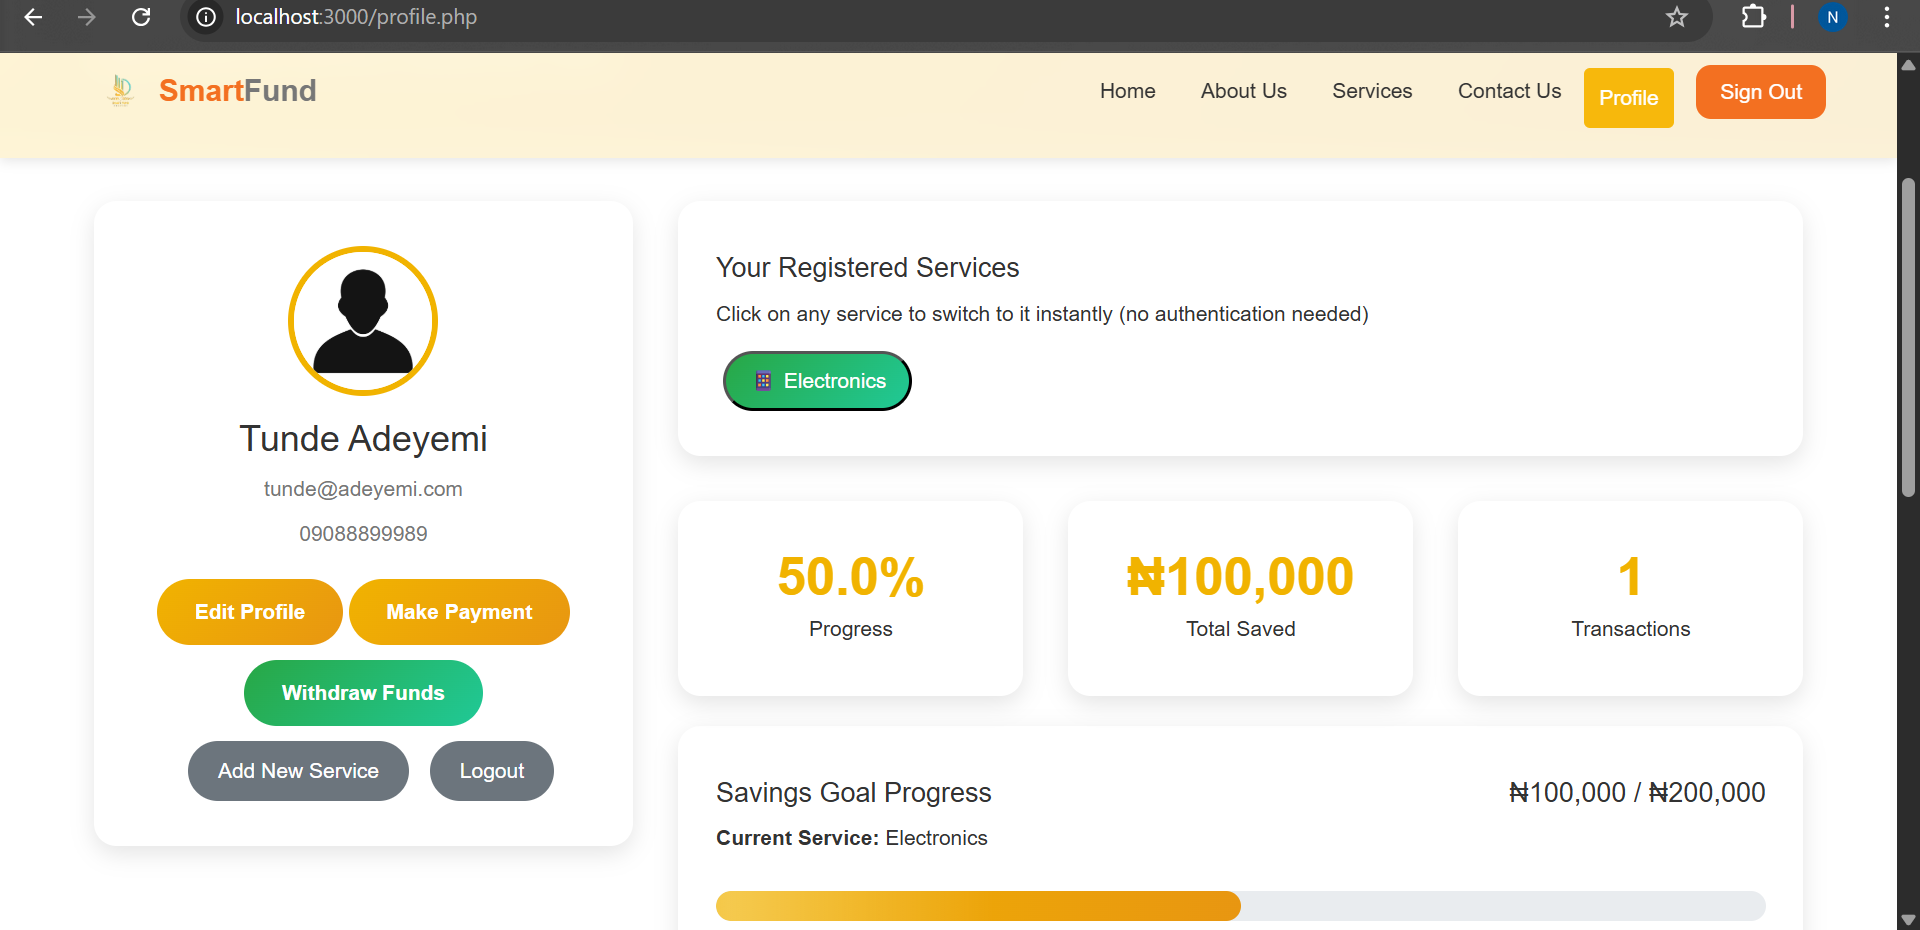 localhost:3000/profile.php
N
SmartFund
Home
About Us
Services
Contact Us
Profile
Sign Out
Tunde Adeyemi
tunde@adeyemi.com
09088899989
Edit Profile
Make Payment
Withdraw Funds
Add New Service
Logout
Your Registered Services
Click on any service to switch to it instantly (no authentication needed)
Electronics
50.0%
Progress
₦100,000
Total Saved
1
Transactions
Savings Goal Progress
₦100,000 / ₦200,000
Current Service: Electronics